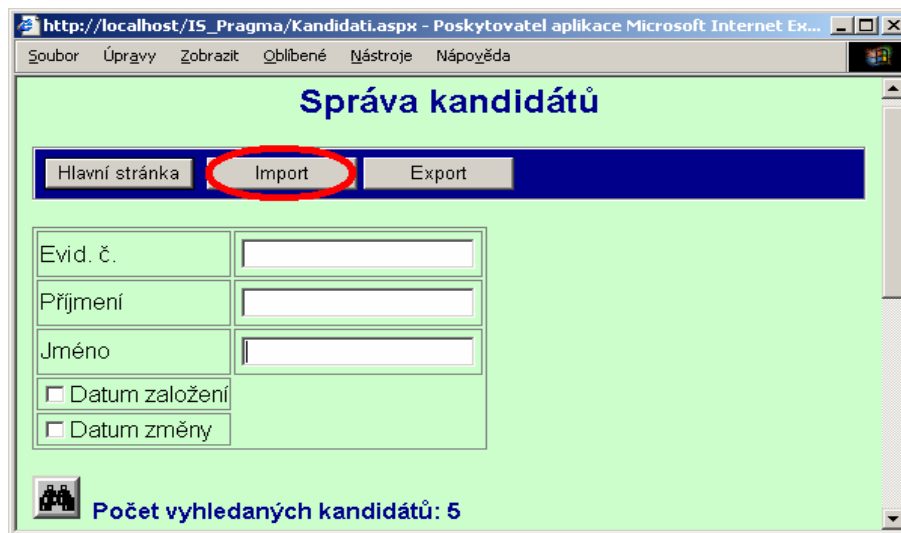 http://localhost/IS_Pragma/Kandidati.aspx - Poskytovatel aplikace Microsoft Internet Ex...
Soubor Úpravy Zobrazit Oblíbené Nástroje Nápověda
Správa kandidátů
Hlavní stránka Import Export
Evid. č.
Příjmení
Jméno
Datum založení
Datum změny
Počet vyhledaných kandidátů: 5